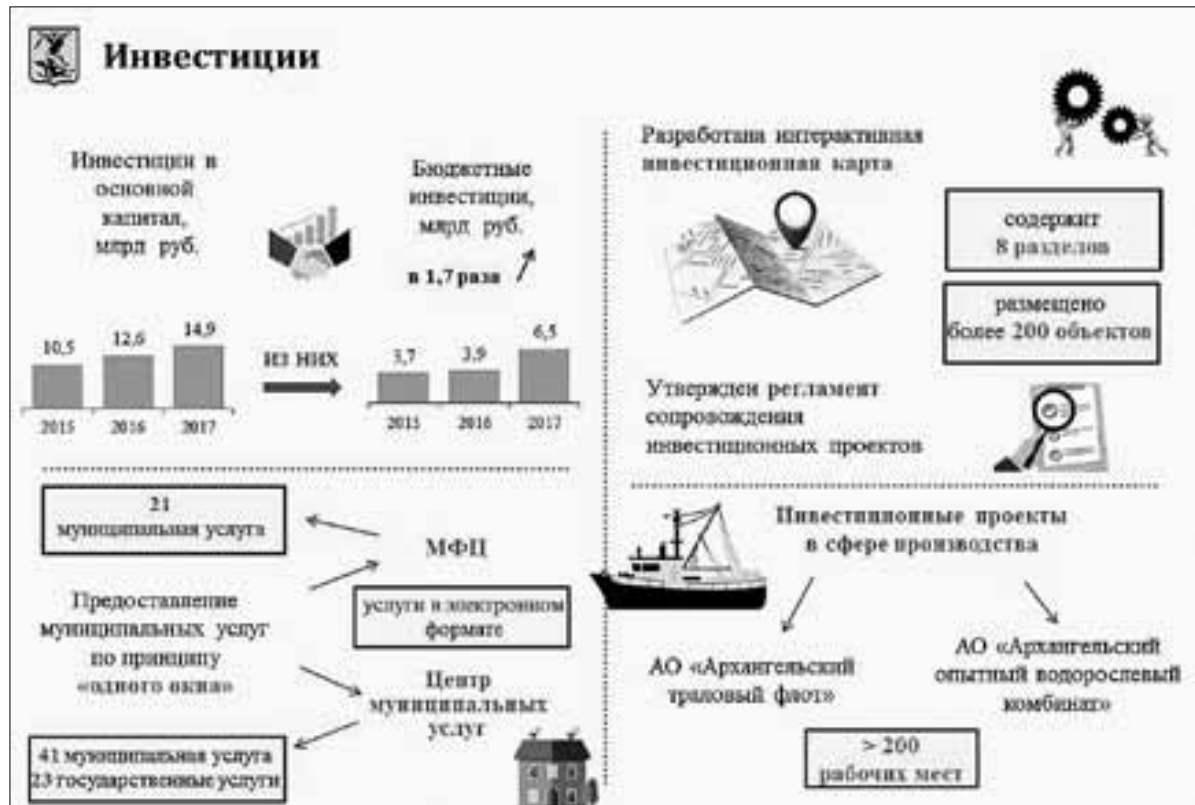 Инвестиции
Инвестиции в
основной
капитал,
млрд руб.
Бюджетные
инвестиции,
млрд руб.
в 1,7 раза
10,5
12,6
14,9
2015
2016
2017
из них
3,7
3,9
6,5
2015
2016
2017
Разработана интерактивная
инвестиционная карта
содержит
8 разделов
размещено
более 200 объектов
Утвержден регламент
сопровождения
инвестиционных проектов
21
муниципальная услуга
МФЦ
услуги в электронном
формате
Предоставление
муниципальных услуг
по принципу
«одного окна»
Центр
муниципальных
услуг
41 муниципальная услуга
23 государственные услуги
Инвестиционные проекты
в сфере производства
АО «Архангельский
траловый флот»
АО «Архангельский
опытный водорослевый
комбинат»
> 200
рабочих мест